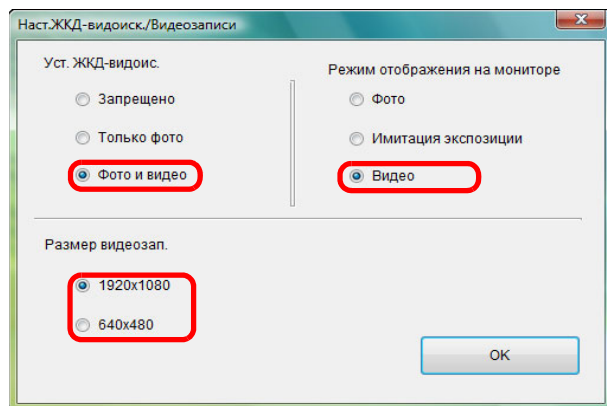 Наст.ЖКД-видоиск./Видеозаписи
Уст. ЖКД-видоис.
Запрещено
Только фото
Фото и видео
Режим отображения на мониторе
Фото
Имитация экспозиции
Видео
Размер видеозап.
1920x1080
640x480
OK